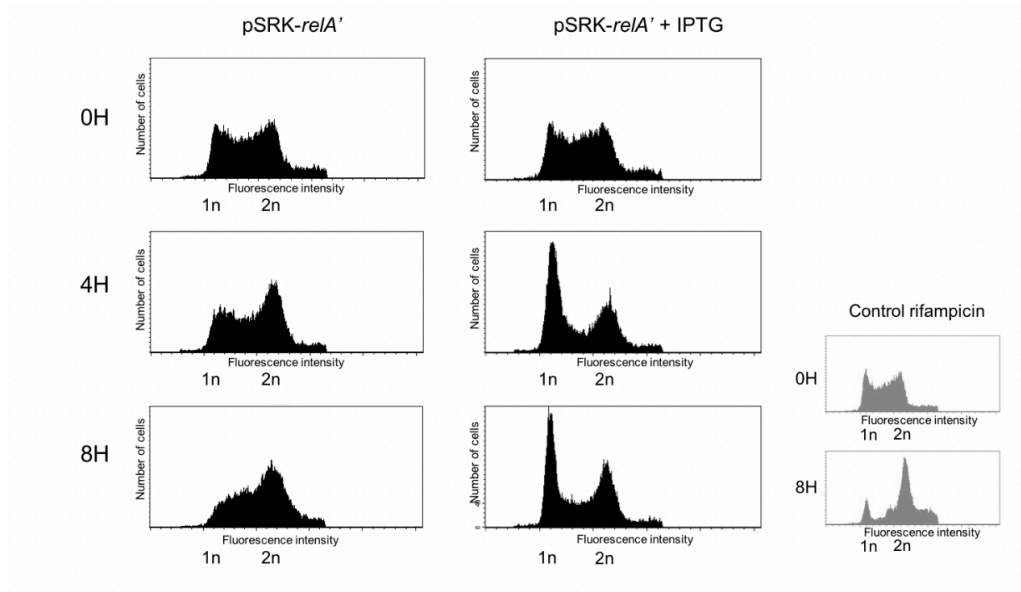 pSRK-relA’
pSRK-relA’ + IPTG
0H
Number of cells
Fluorescence intensity
1n 2n
Number of cells
Fluorescence intensity
1n 2n
4H
Number of cells
Fluorescence intensity
1n 2n
Number of cells
Fluorescence intensity
1n 2n
8H
Number of cells
Fluorescence intensity
1n 2n
Number of cells
0
Fluorescence intensity
1n 2n
Control rifampicin
0H
Fluorescence intensity
1n 2n
8H
Fluorescence intensity
1n 2n